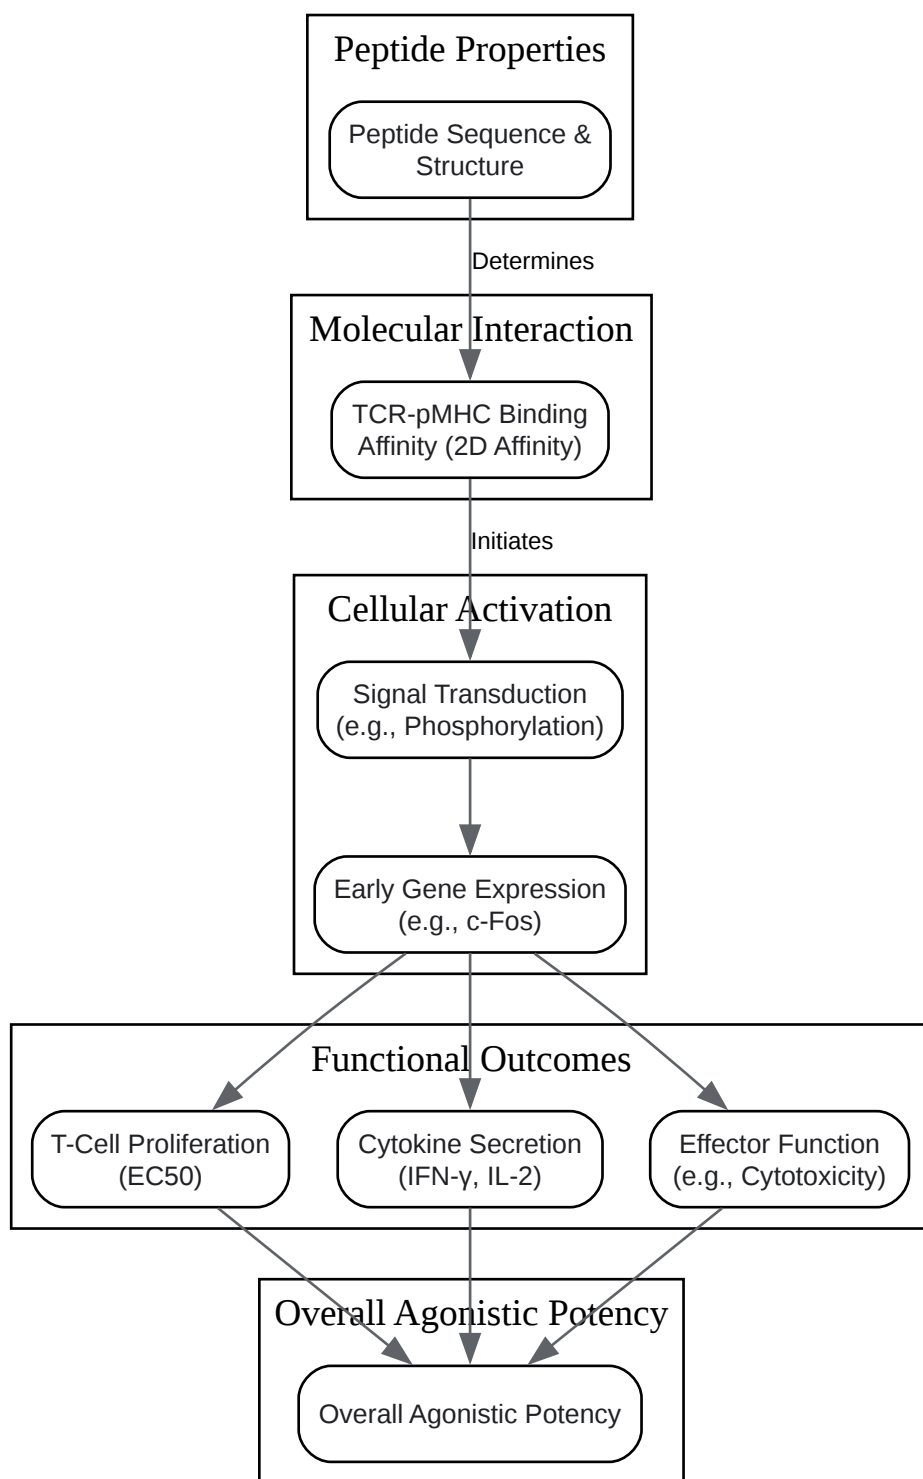 Peptide Properties
Peptide Sequence &
Structure
Determines
Molecular Interaction
TCR-pMHC Binding
Affinity (2D Affinity)
Initiates
Cellular Activation
Signal Transduction
(e.g., Phosphorylation)
Early Gene Expression
(e.g., c-Fos)
Functional Outcomes
T-Cell Proliferation
(EC50)
Cytokine Secretion
(IFN-γ, IL-2)
Effector Function
(e.g., Cytotoxicity)
Overall Agonistic Potency
Overall Agonistic Potency